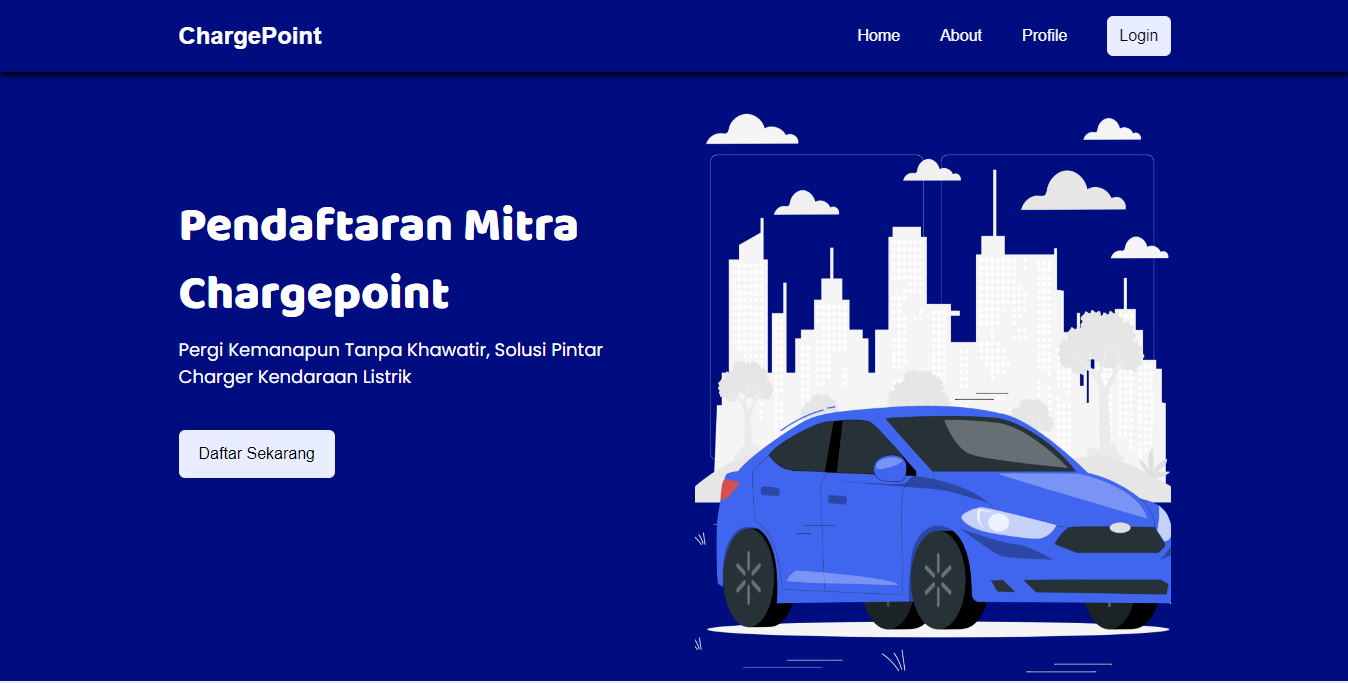 ChargePoint
Home
About
Profile
Login
Pendaftaran Mitra
Chargepoint
Pergi Kemanapun Tanpa Khawatir, Solusi Pintar
Charger Kendaraan Listrik
Daftar Sekarang